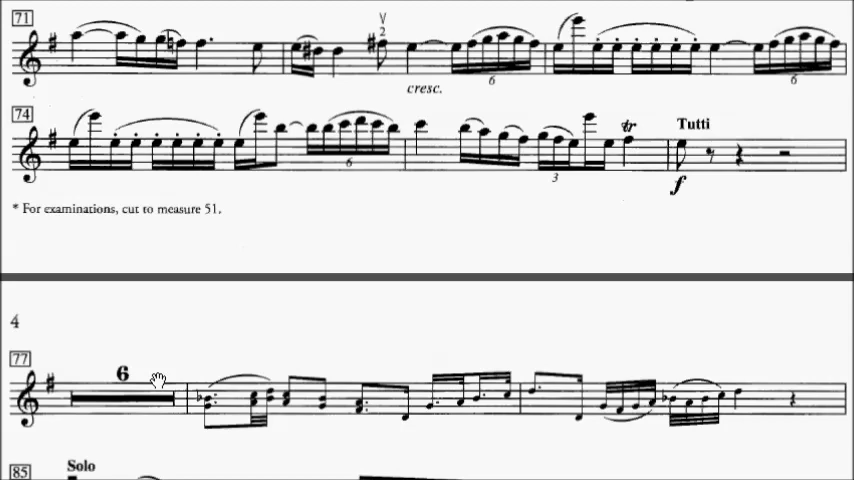 71
V
2
cresc.
6
6
74
tr
Tutti
6
3
f
* For examinations, cut to measure 51.
4
77
6
85
Solo